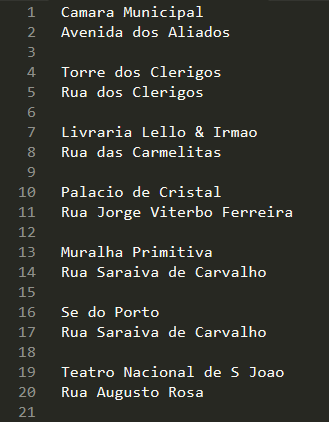 1 Camara Municipal
2 Avenida dos Aliados
3
4 Torre dos Clerigos
5 Rua dos Clerigos
6
7 Livraria Lello & Irmao
8 Rua das Carmelitas
9
10 Palacio de Cristal
11 Rua Jorge Viterbo Ferreira
12
13 Muralha Primitiva
14 Rua Saraiva de Carvalho
15
16 Se do Porto
17 Rua Saraiva de Carvalho
18
19 Teatro Nacional de S Joao
20 Rua Augusto Rosa
21